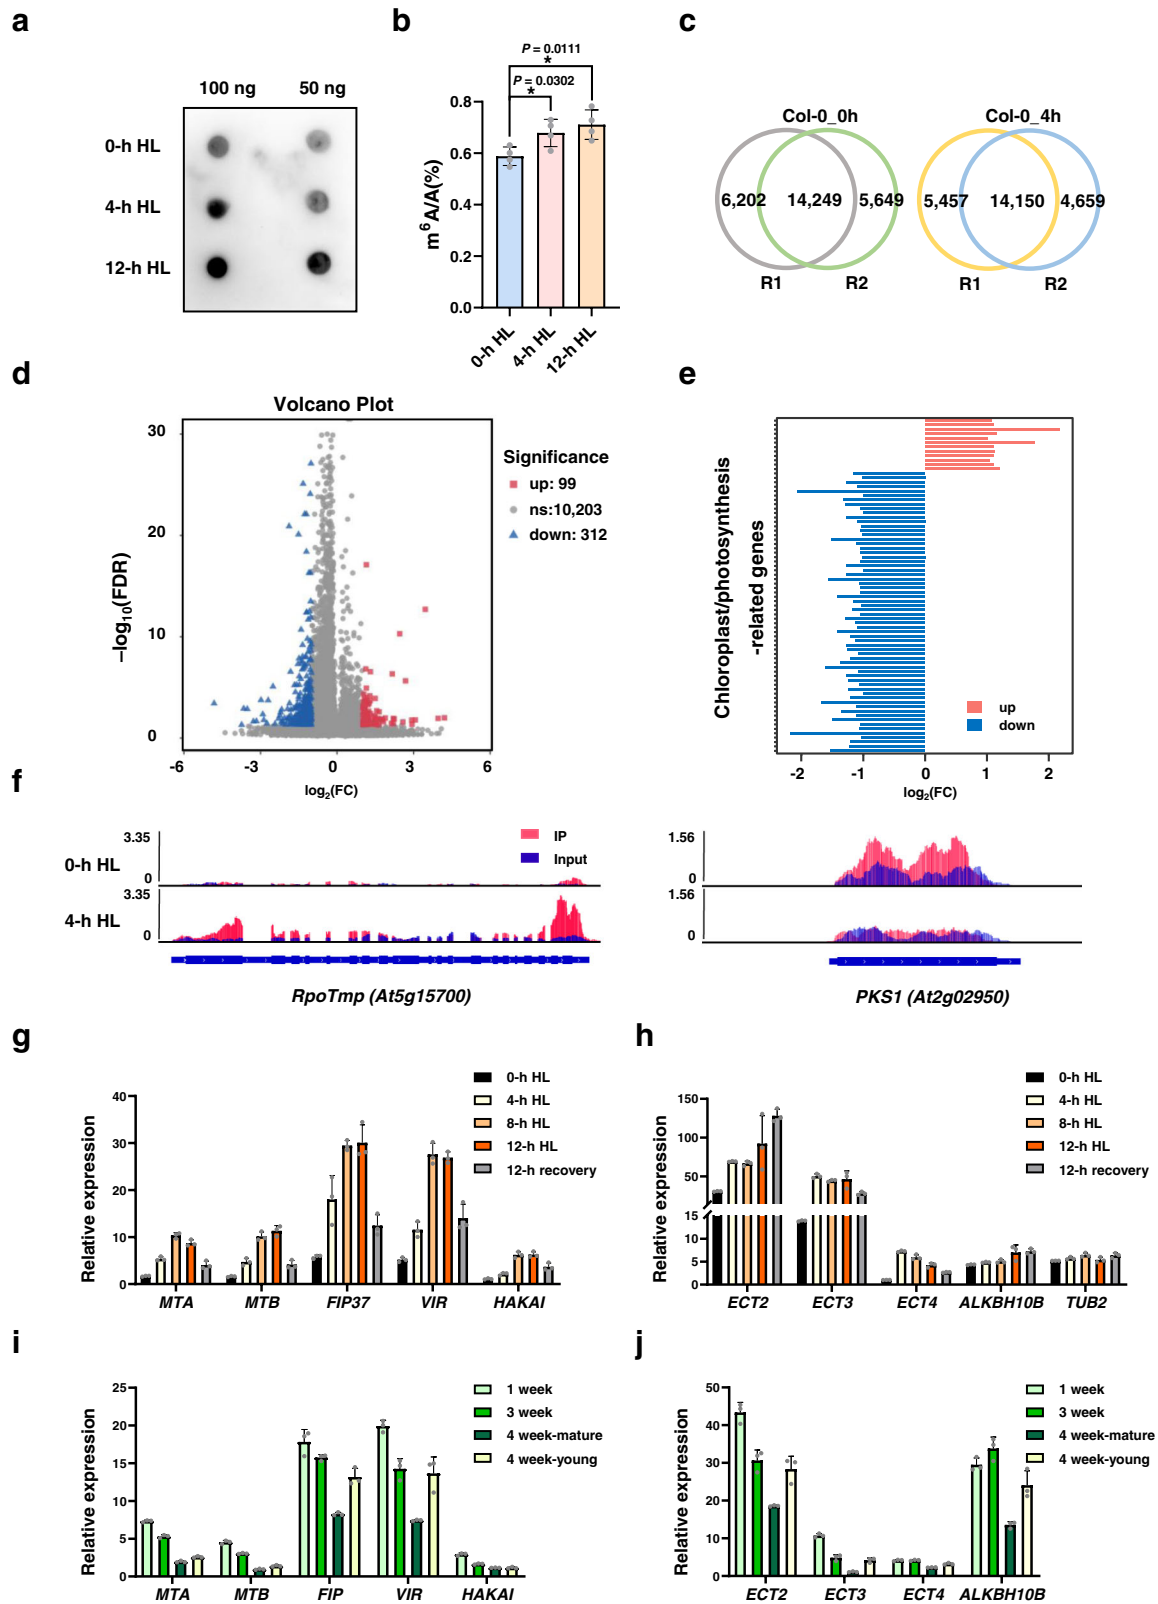 a
100 ng 50 ng
0-h HL
4-h HL
12-h HL
b
P = 0.0111
*
P = 0.0302
*
m6A/A(%)
0.8
0.6
0.4
0.2
0.0
0-h HL
4-h HL
12-h HL
c
Col-0_0h
6,202 14,249 5,649
R1 R2
Col-0_4h
5,457 14,150 4,659
R1 R2
d
Volcano Plot
−log10(FDR)
30
20
10
0
-6 -3 0 3 6
log2(FC)
Significance
up: 99
ns:10,203
down: 312
e
Chloroplast/photosynthesis
-related genes
up
down
-2 -1 0 1 2
log2(FC)
f
0-h HL
3.35
0
IP
Input
4-h HL
3.35
0
RpoTmp (At5g15700)
1.56
0
1.56
0
PKS1 (At2g02950)
g
Relative expression
40
30
20
10
0
0-h HL
4-h HL
8-h HL
12-h HL
12-h recovery
MTA MTB FIP37 VIR HAKAI
h
Relative expression
150
100
50
15
10
5
0
0-h HL
4-h HL
8-h HL
12-h HL
12-h recovery
ECT2 ECT3 ECT4 ALKBH10B TUB2
i
Relative expression
25
20
15
10
5
0
1 week
3 week
4 week-mature
4 week-young
MTA MTB FIP VIR HAKAI
j
Relative expression
50
40
30
20
10
0
1 week
3 week
4 week-mature
4 week-young
ECT2 ECT3 ECT4 ALKBH10B